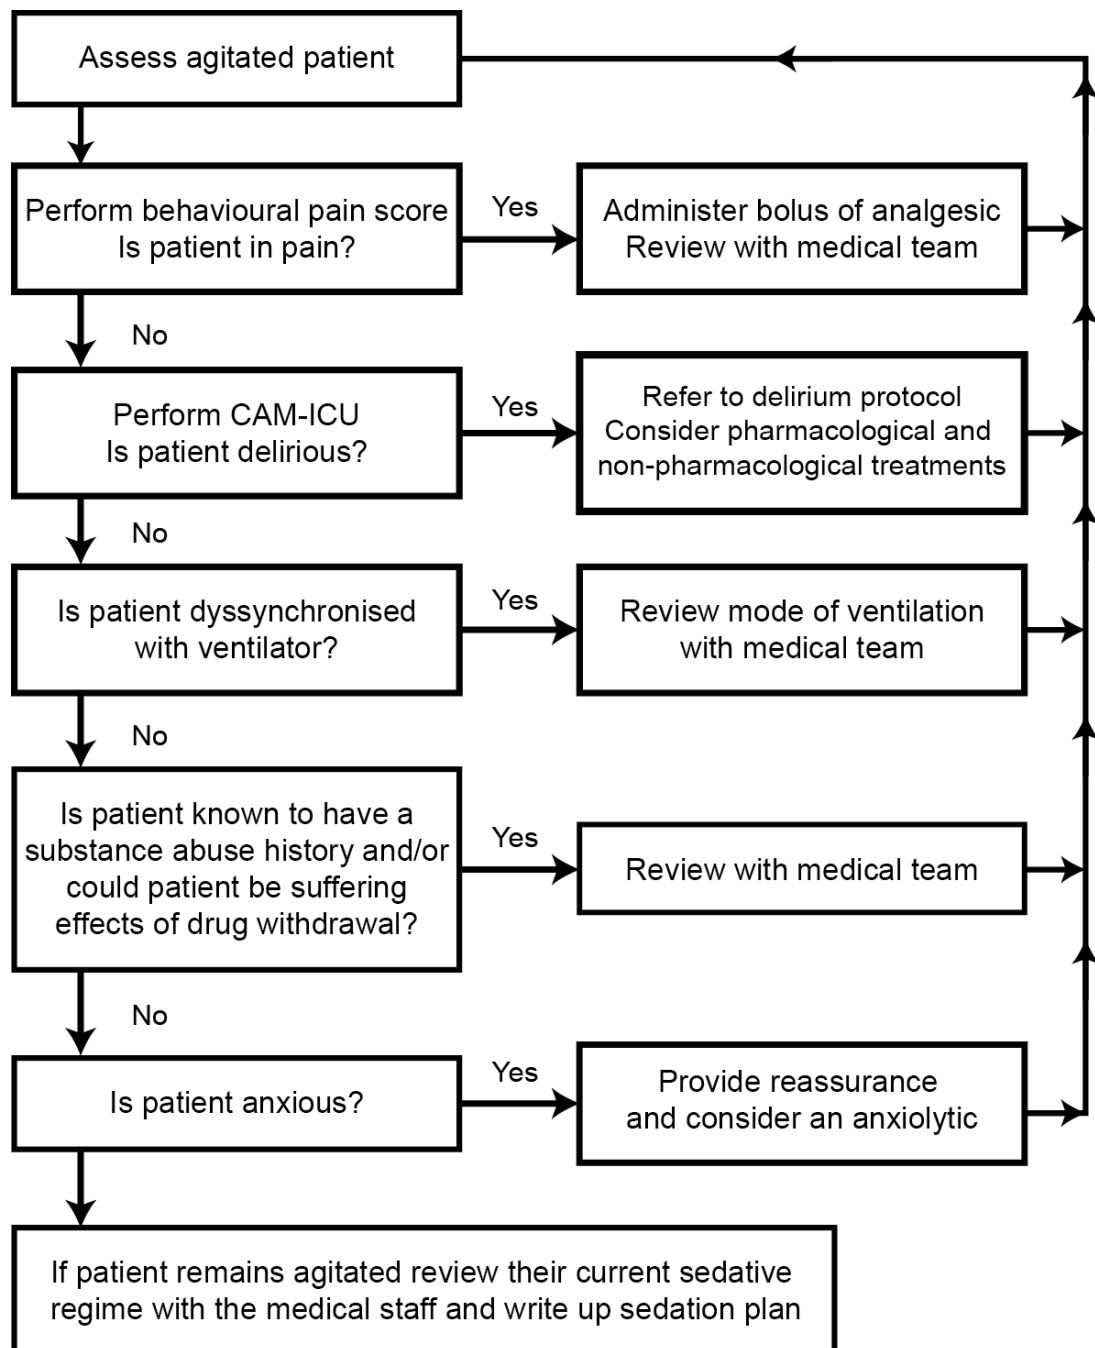 Assess agitated patient
Perform behavioural pain score
Is patient in pain?
Yes
Administer bolus of analgesic
Review with medical team
No
Perform CAM-ICU
Is patient delirious?
Yes
Refer to delirium protocol
Consider pharmacological and
non-pharmacological treatments
No
Is patient dyssynchronised
with ventilator?
Yes
Review mode of ventilation
with medical team
No
Is patient known to have a
substance abuse history and/or
could patient be suffering
effects of drug withdrawal?
Yes
Review with medical team
No
Is patient anxious?
Yes
Provide reassurance
and consider an anxiolytic
If patient remains agitated review their current sedative
regime with the medical staff and write up sedation plan